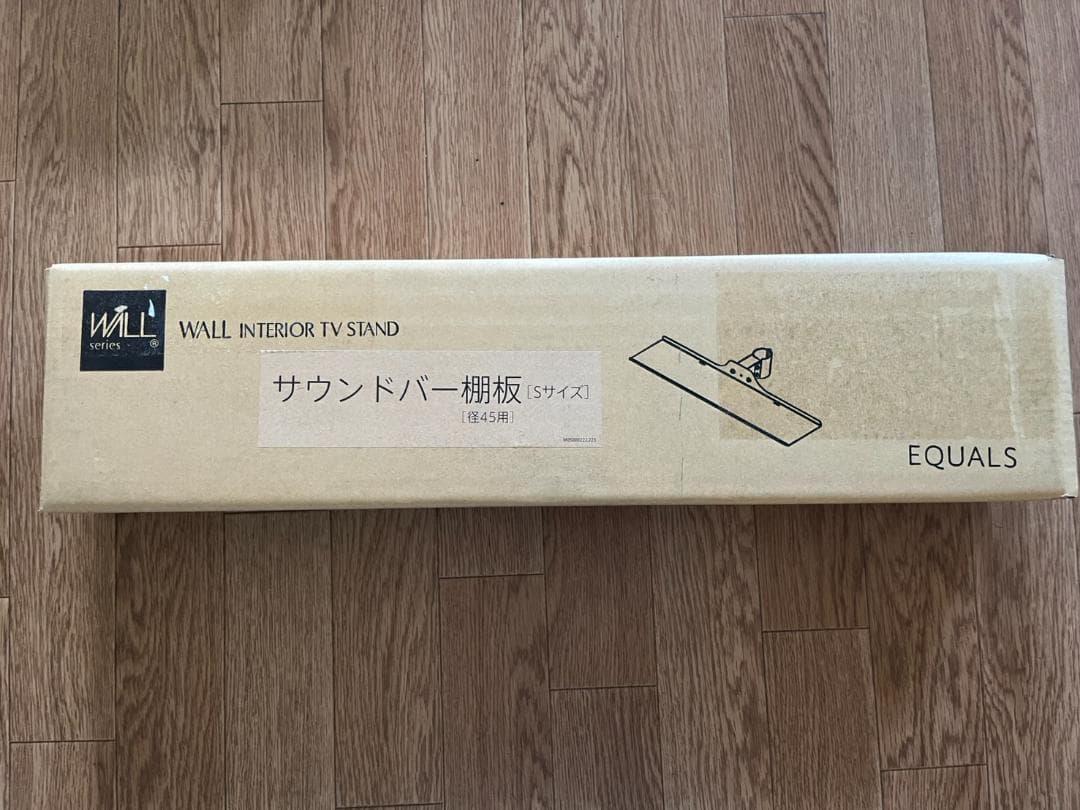 WALL
series ®
WALL INTERIOR TV STAND
サウンドバー棚板[Sサイズ]
[径45用]
EQUALS